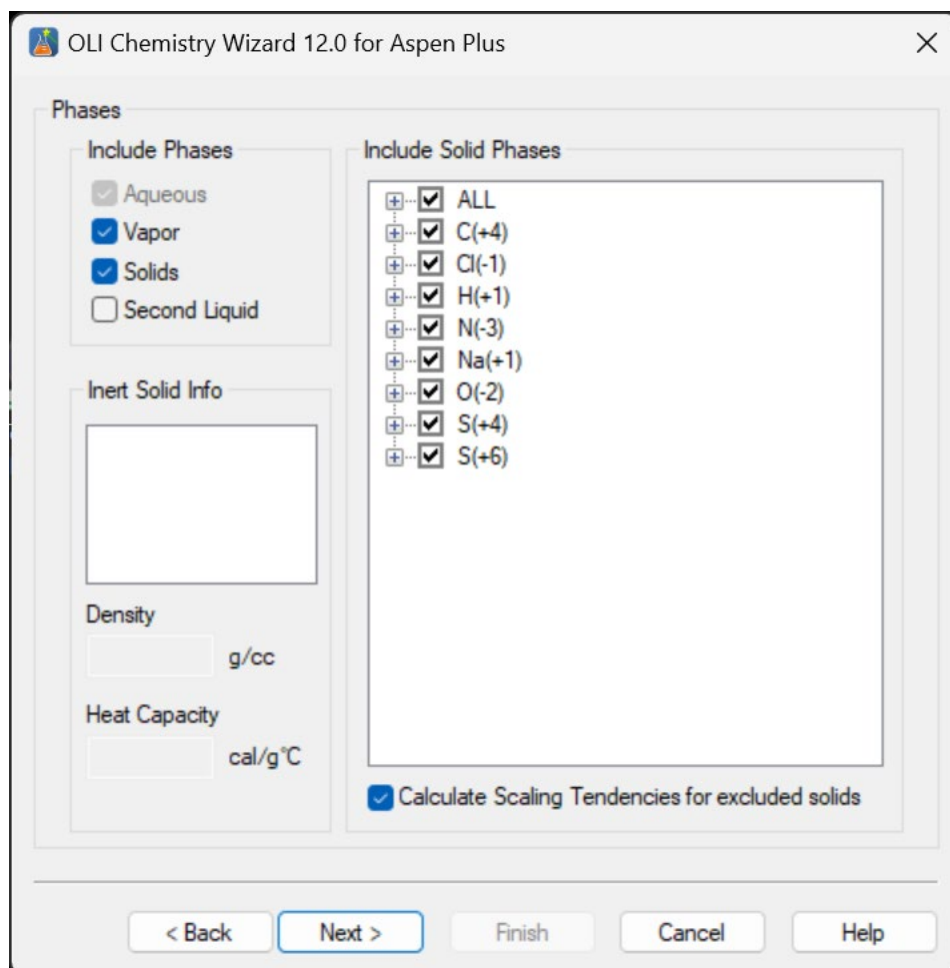 OLI Chemistry Wizard 12.0 for Aspen Plus
Phases
Include Phases
Aqueous
Vapor
Solids
Second Liquid
Inert Solid Info
Density
g/cc
Heat Capacity
cal/g°C
Include Solid Phases
ALL
C(+4)
Cl(-1)
H(+1)
N(-3)
Na(+1)
O(-2)
S(+4)
S(+6)
Calculate Scaling Tendencies for excluded solids
< Back
Next >
Finish
Cancel
Help